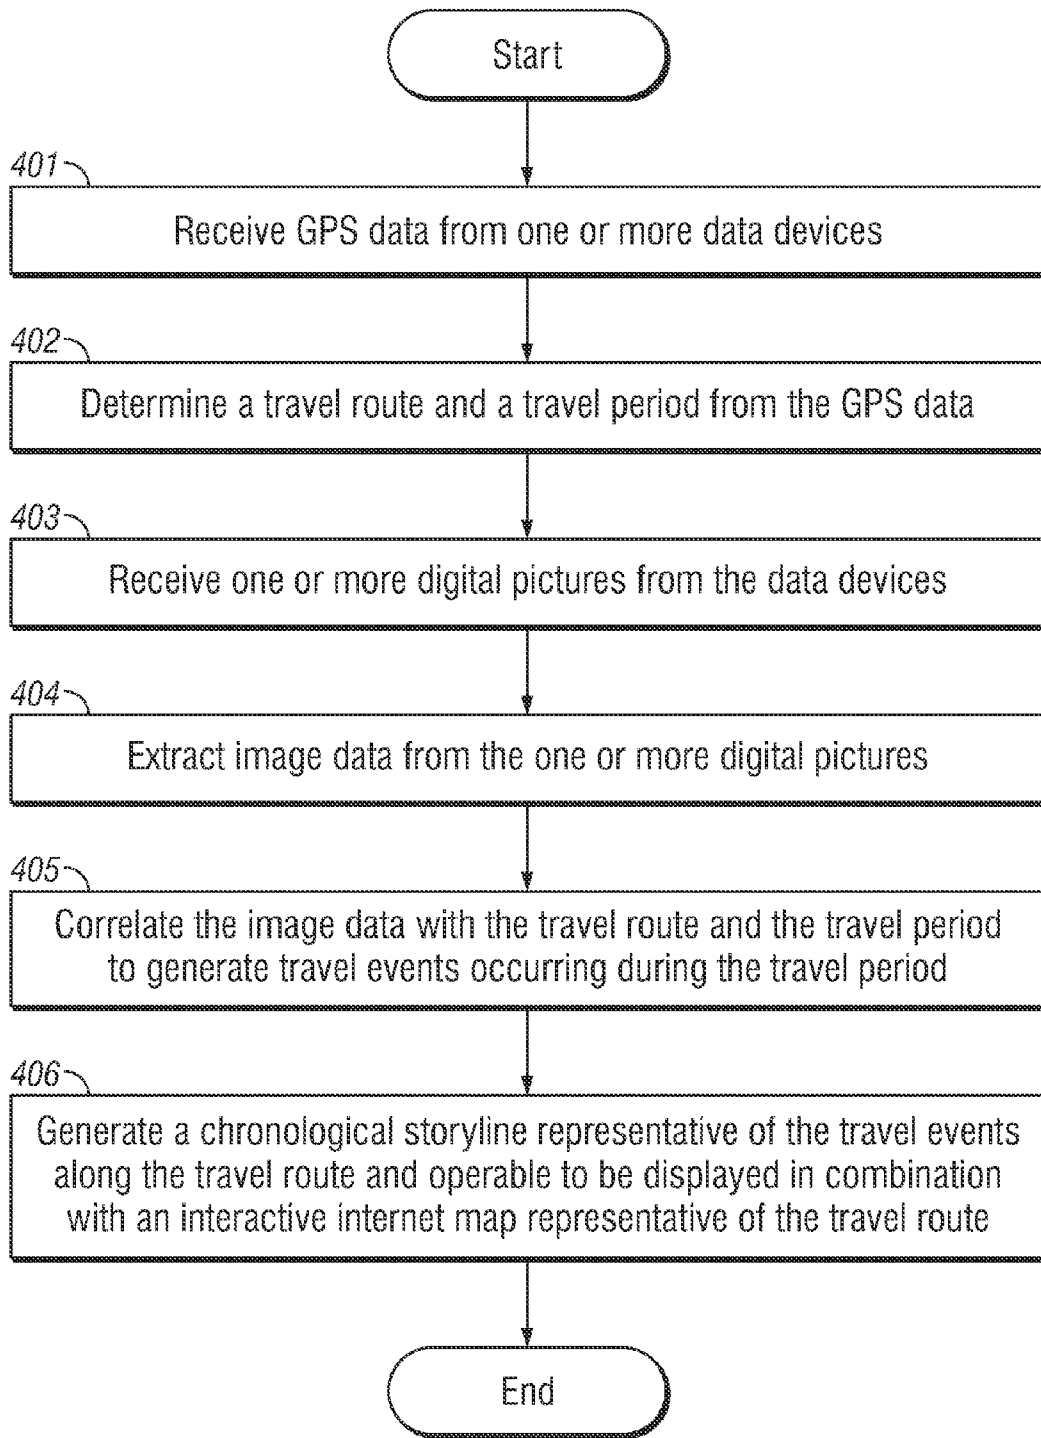 Start
401
Receive GPS data from one or more data devices
402
Determine a travel route and a travel period from the GPS data
403
Receive one or more digital pictures from the data devices
404
Extract image data from the one or more digital pictures
405
Correlate the image data with the travel route and the travel period
to generate travel events occurring during the travel period
406
Generate a chronological storyline representative of the travel events
along the travel route and operable to be displayed in combination
with an interactive internet map representative of the travel route
End